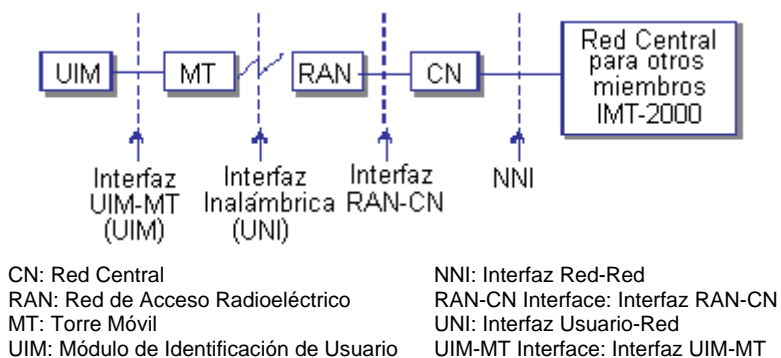 UIM
MT
RAN
CN
Red Central
para otros
miembros
IMT-2000
Interfaz
UIM-MT
(UIM)
Interfaz
Inalámbrica
(UNI)
Interfaz
RAN-CN
NNI
CN: Red Central
RAN: Red de Acceso Radioeléctrico
MT: Torre Móvil
UIM: Módulo de Identificación de Usuario
NNI: Interfaz Red-Red
RAN-CN Interface: Interfaz RAN-CN
UNI: Interfaz Usuario-Red
UIM-MT Interface: Interfaz UIM-MT